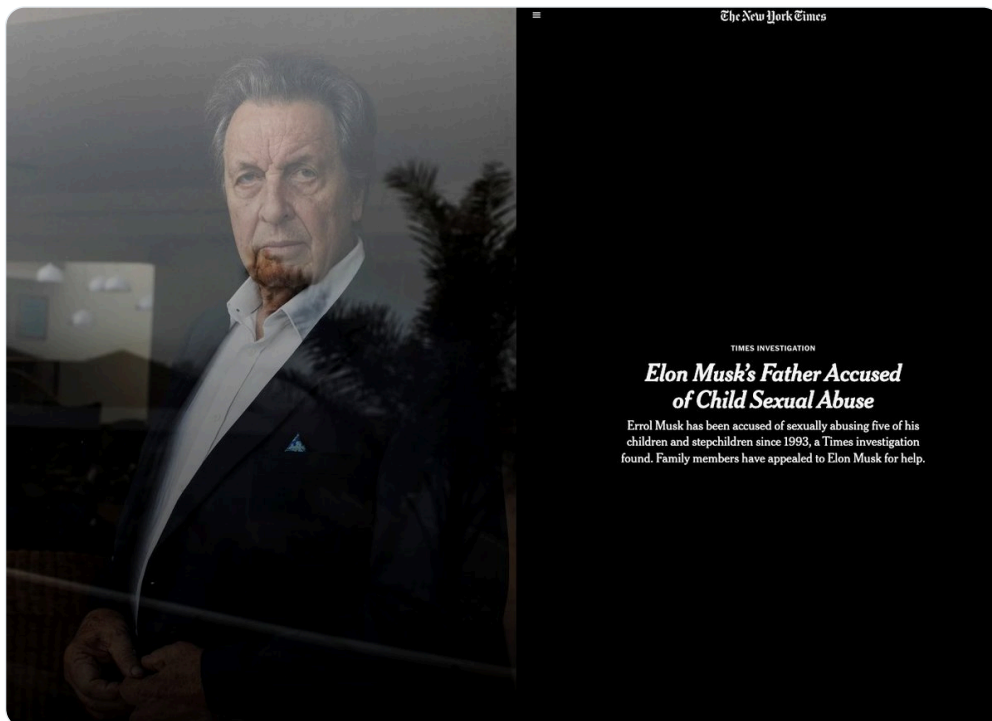 The New York Times
TIMES INVESTIGATION
Elon Musk's Father Accused
of Child Sexual Abuse
Errol Musk has been accused of sexually abusing five of his
children and stepchildren since 1993, a Times investigation
found. Family members have appealed to Elon Musk for help.